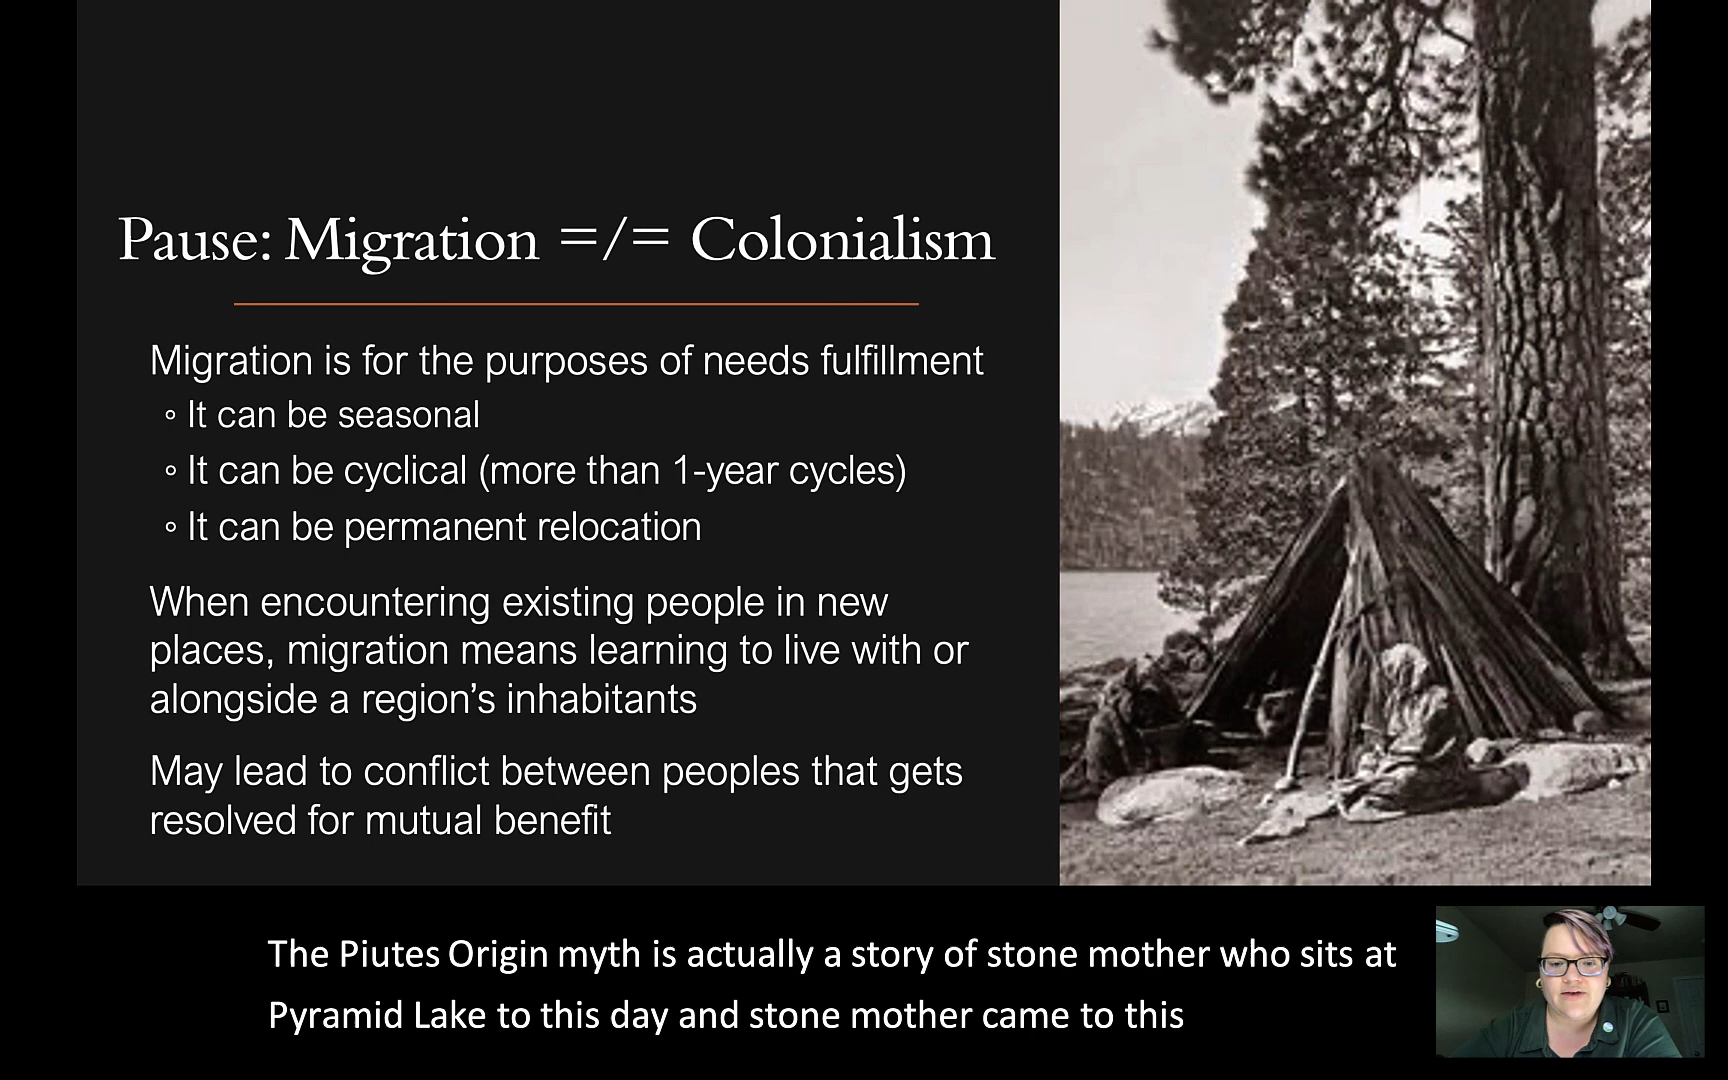 Pause: Migration =/= Colonialism
Migration is for the purposes of needs fulfillment
◦ It can be seasonal
◦ It can be cyclical (more than 1-year cycles)
◦ It can be permanent relocation
When encountering existing people in new
places, migration means learning to live with or
alongside a region’s inhabitants
May lead to conflict between peoples that gets
resolved for mutual benefit
The Piutes Origin myth is actually a story of stone mother who sits at
Pyramid Lake to this day and stone mother came to this